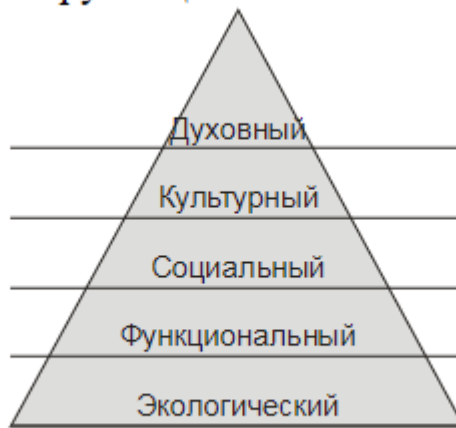 Духовный
Культурный
Социальный
Функциональный
Экологический